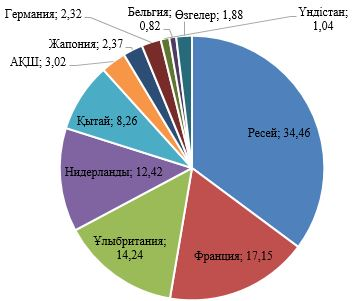 Германия; 2,32
Бельгия;
0,82
Өзгелер; 1,88
Үндістан;
1,04
Жапония; 2,37
АҚШ; 3,02
Қытай; 8,26
Ресей; 34,46
Нидерланды; 12,42
Ұлыбритания;
14,24
Франция; 17,15